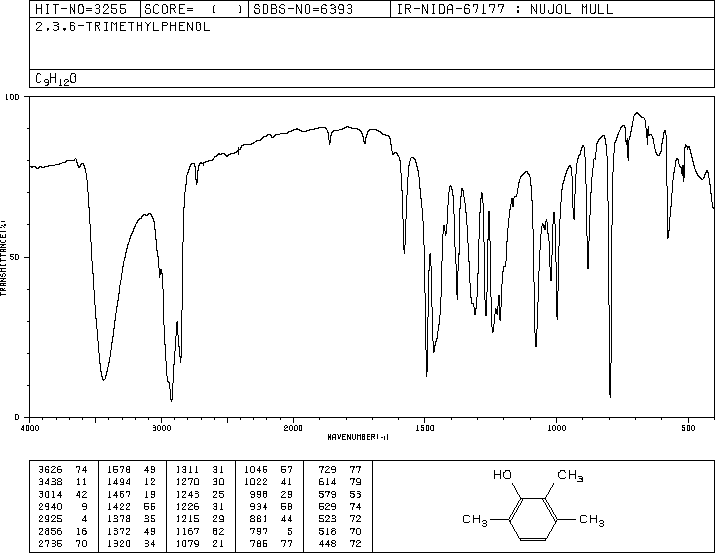 HIT-NO=3255 SCORE= ( ) SDBS-NO=6393 IR-NIDA-67177 : NUJOL MULL
2,3,6-TRIMETHYLPHENOL
C9H12O
100
50
0
TRANSMITTANCE(%)
4000 3000 2000 1500 1000 500
WAVENUMBER(-1)
3626 74 1578 49 1311 31 1046 57 729 77
3438 11 1494 12 1270 30 1022 41 614 79
3014 42 1467 19 1243 25 998 29 579 53
2940 9 1422 55 1226 31 934 58 529 74
2925 4 1378 35 1215 29 881 44 523 72
2856 16 1372 49 1167 62 797 5 518 70
2735 70 1320 34 1079 21 786 77 448 72
HO CH3
CH3 CH3